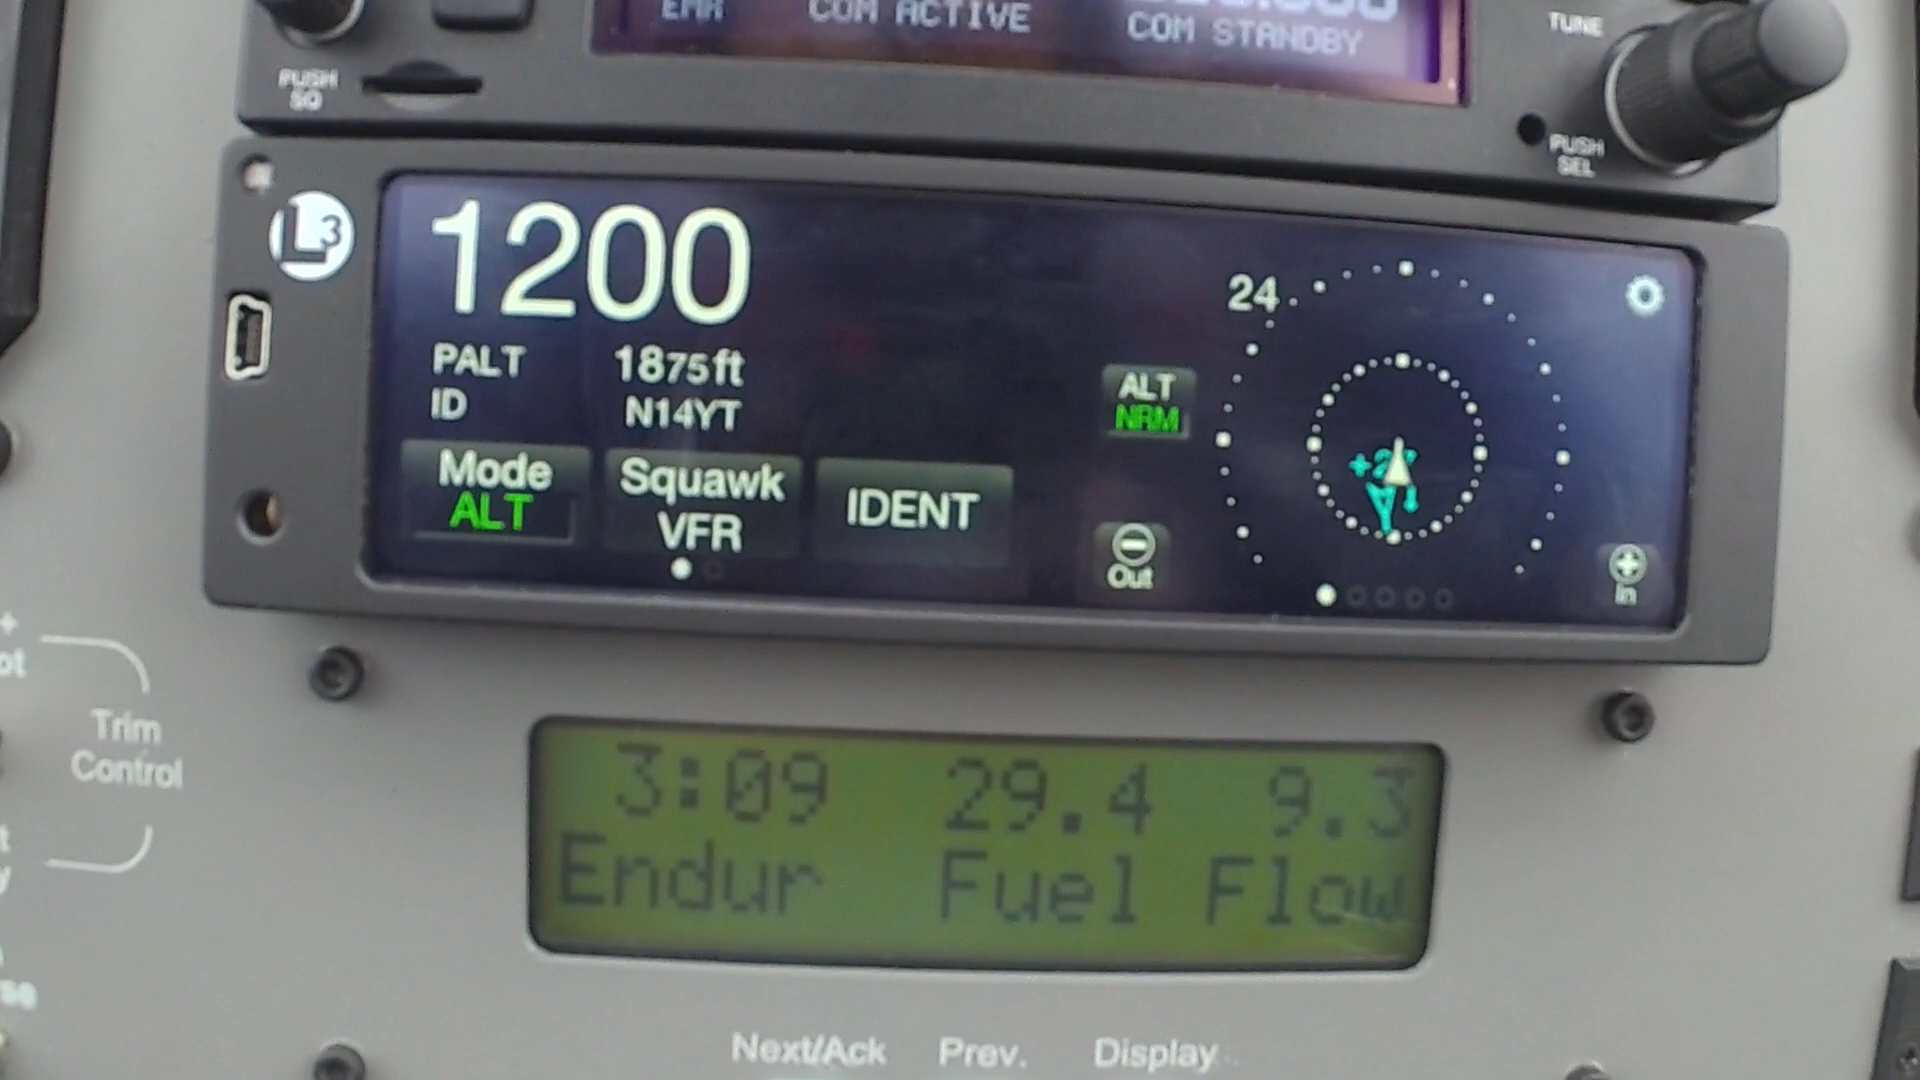 EMR COM ACTIVE COM STANDBY
TUNE
PUSH
SQ
PUSH
SEL
L3
1200
PALT 1875ft
ID N14YT
Mode
ALT
Squawk
VFR
IDENT
24
ALT
NRM
Out
In
Trim
Control
3:09 29.4 9.3
Endur Fuel Flow
Next/Ack Prev. Display